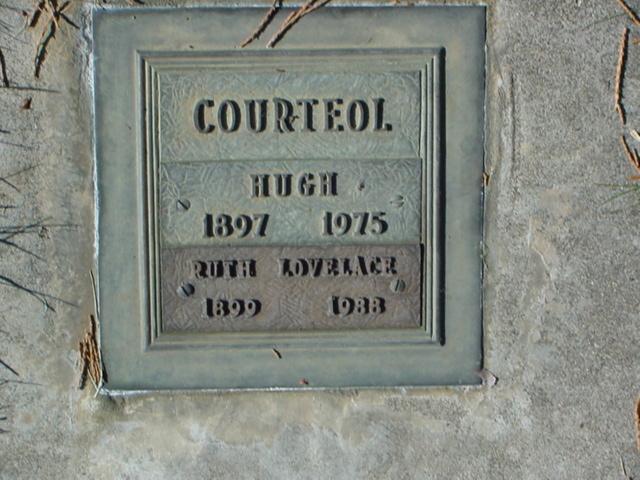 COURTEOL
HUGH
1897 1975
RUTH LOVELACE
1899 1988